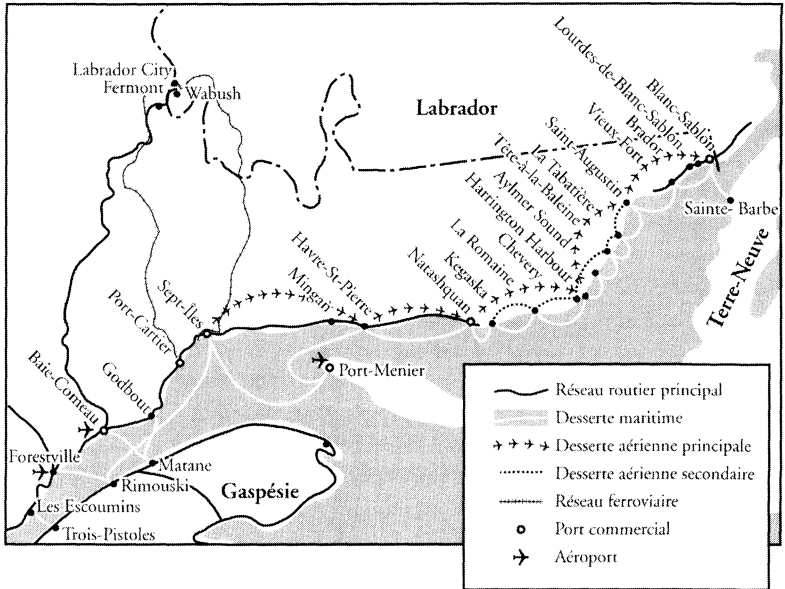 Labrador City
Fermont
Wabush
Labrador
Lourdes-de-Blanc-Sablon
Blanc-Sablon
Brador
Vieux-Fort
Saint-Augustin
La Tabatière
Tête-à-la-Baleine
Aylmer Sound
Harrington Harbour
Chevery
La Romaine
Kegaska
Natashquan
Havre-St-Pierre
Mingan
Sept-Îles
Port-Cartier
Godbout
Baie-Comeau
Forestville
Les Escoumins
Trois-Pistoles
Rimouski
Matane
Gaspésie
Port-Menier
Sainte- Barbe
Terre-Neuve
Réseau routier principal
Desserte maritime
Desserte aérienne principale
Desserte aérienne secondaire
Réseau ferroviaire
Port commercial
Aéroport